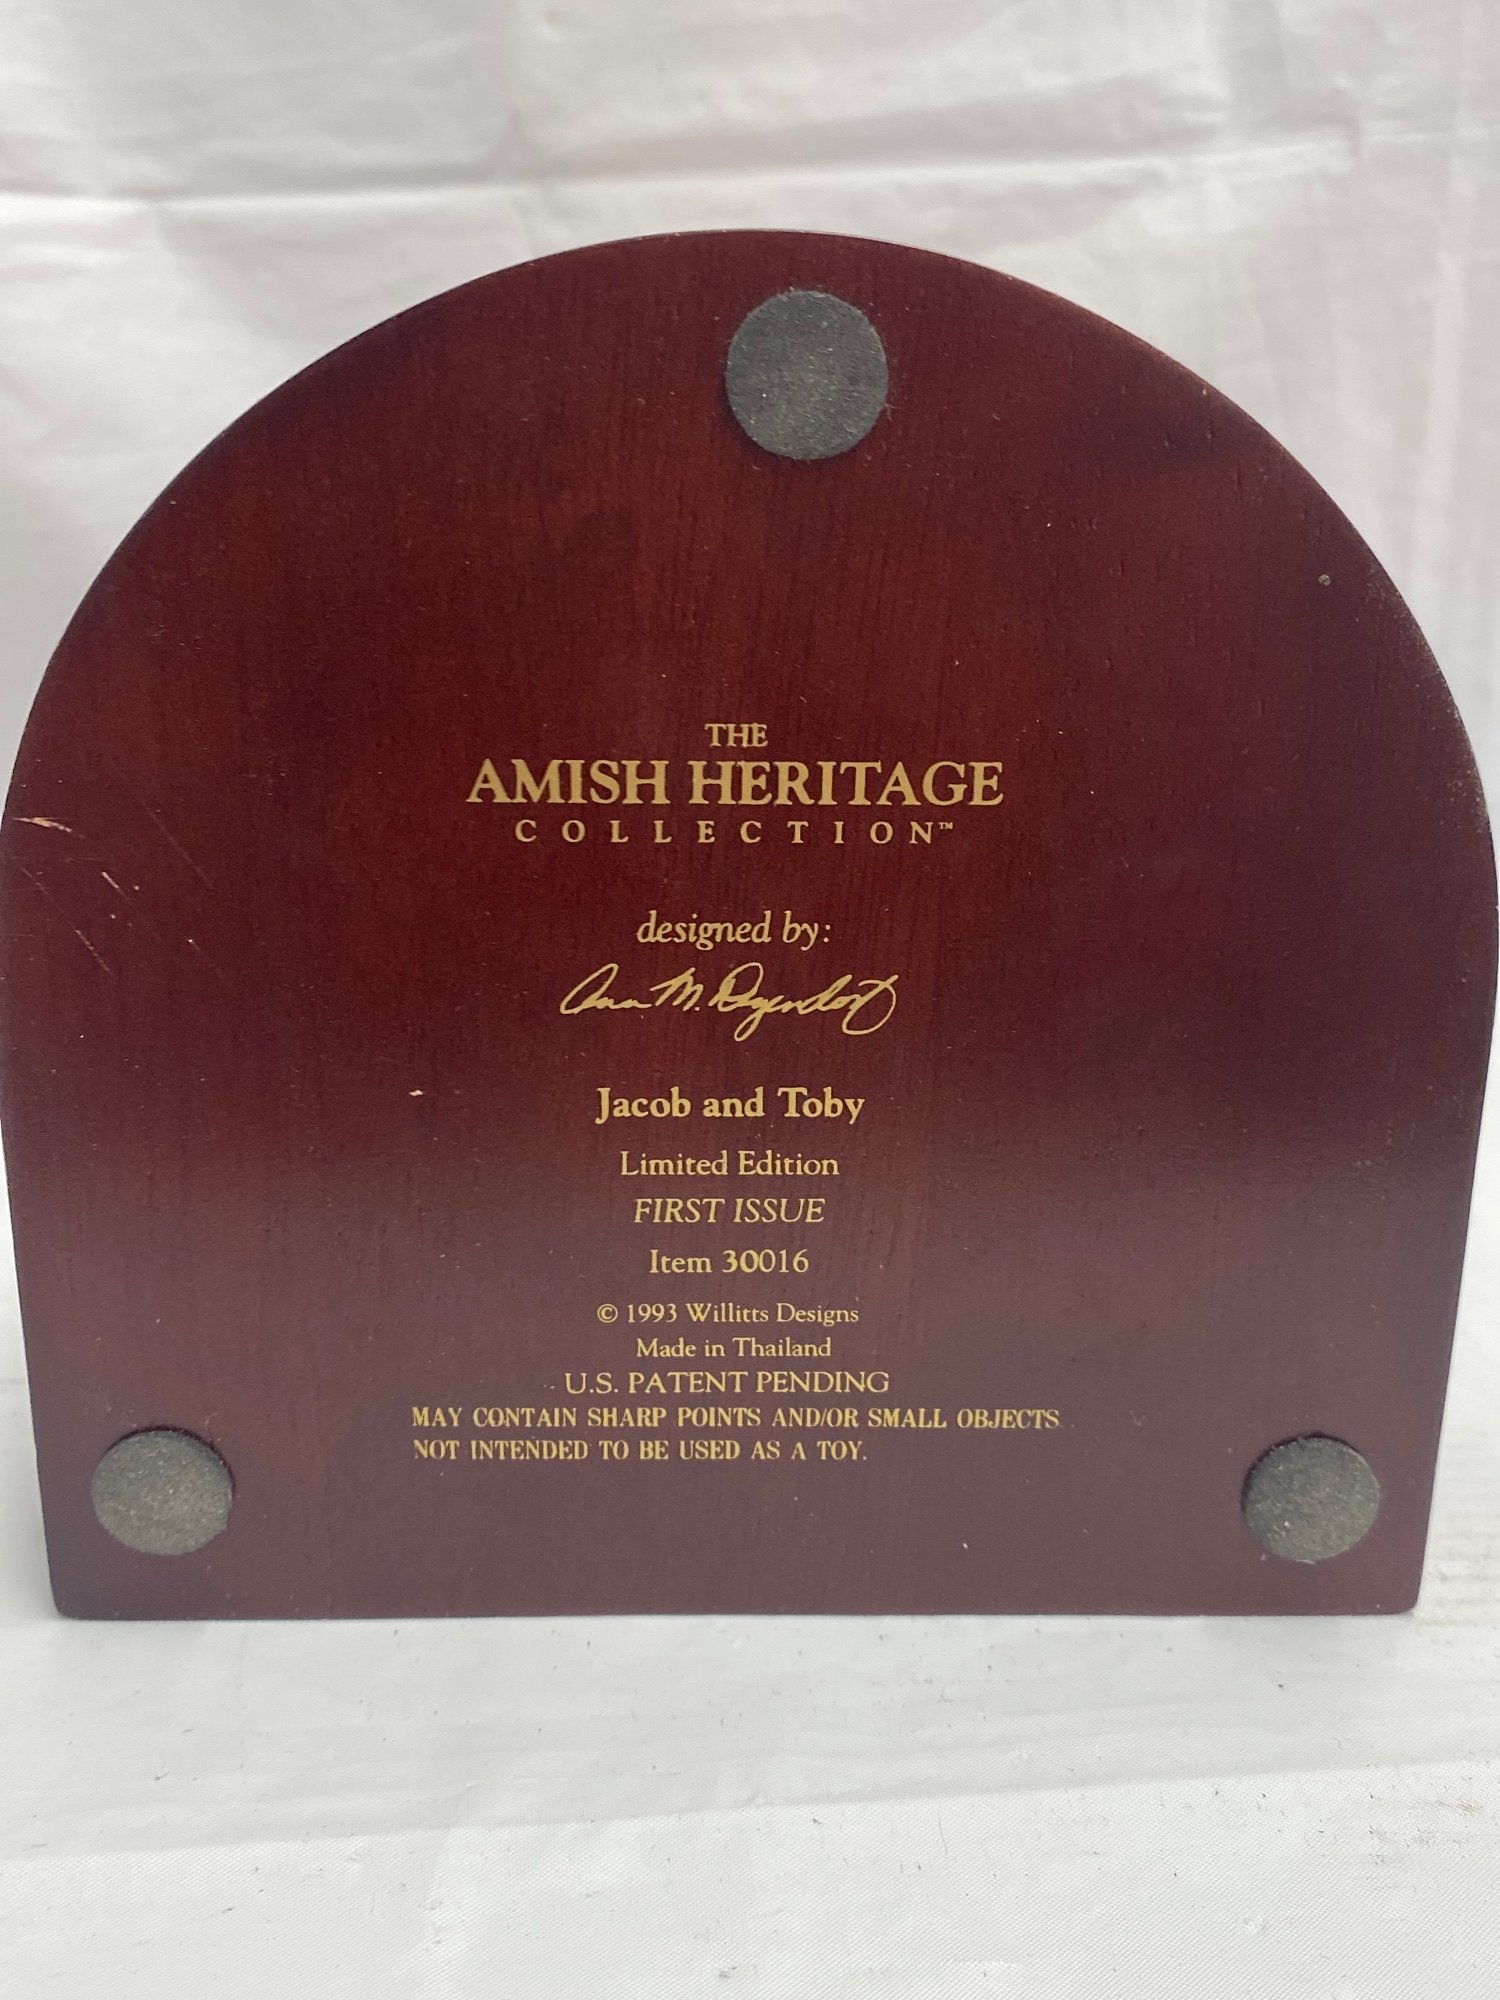 THE
AMISH HERITAGE
COLLECTION™
designed by:
Ann M. Dezendorf
Jacob and Toby
Limited Edition
FIRST ISSUE
Item 30016
© 1993 Willitts Designs
Made in Thailand
U.S. PATENT PENDING
MAY CONTAIN SHARP POINTS AND/OR SMALL OBJECTS
NOT INTENDED TO BE USED AS A TOY.